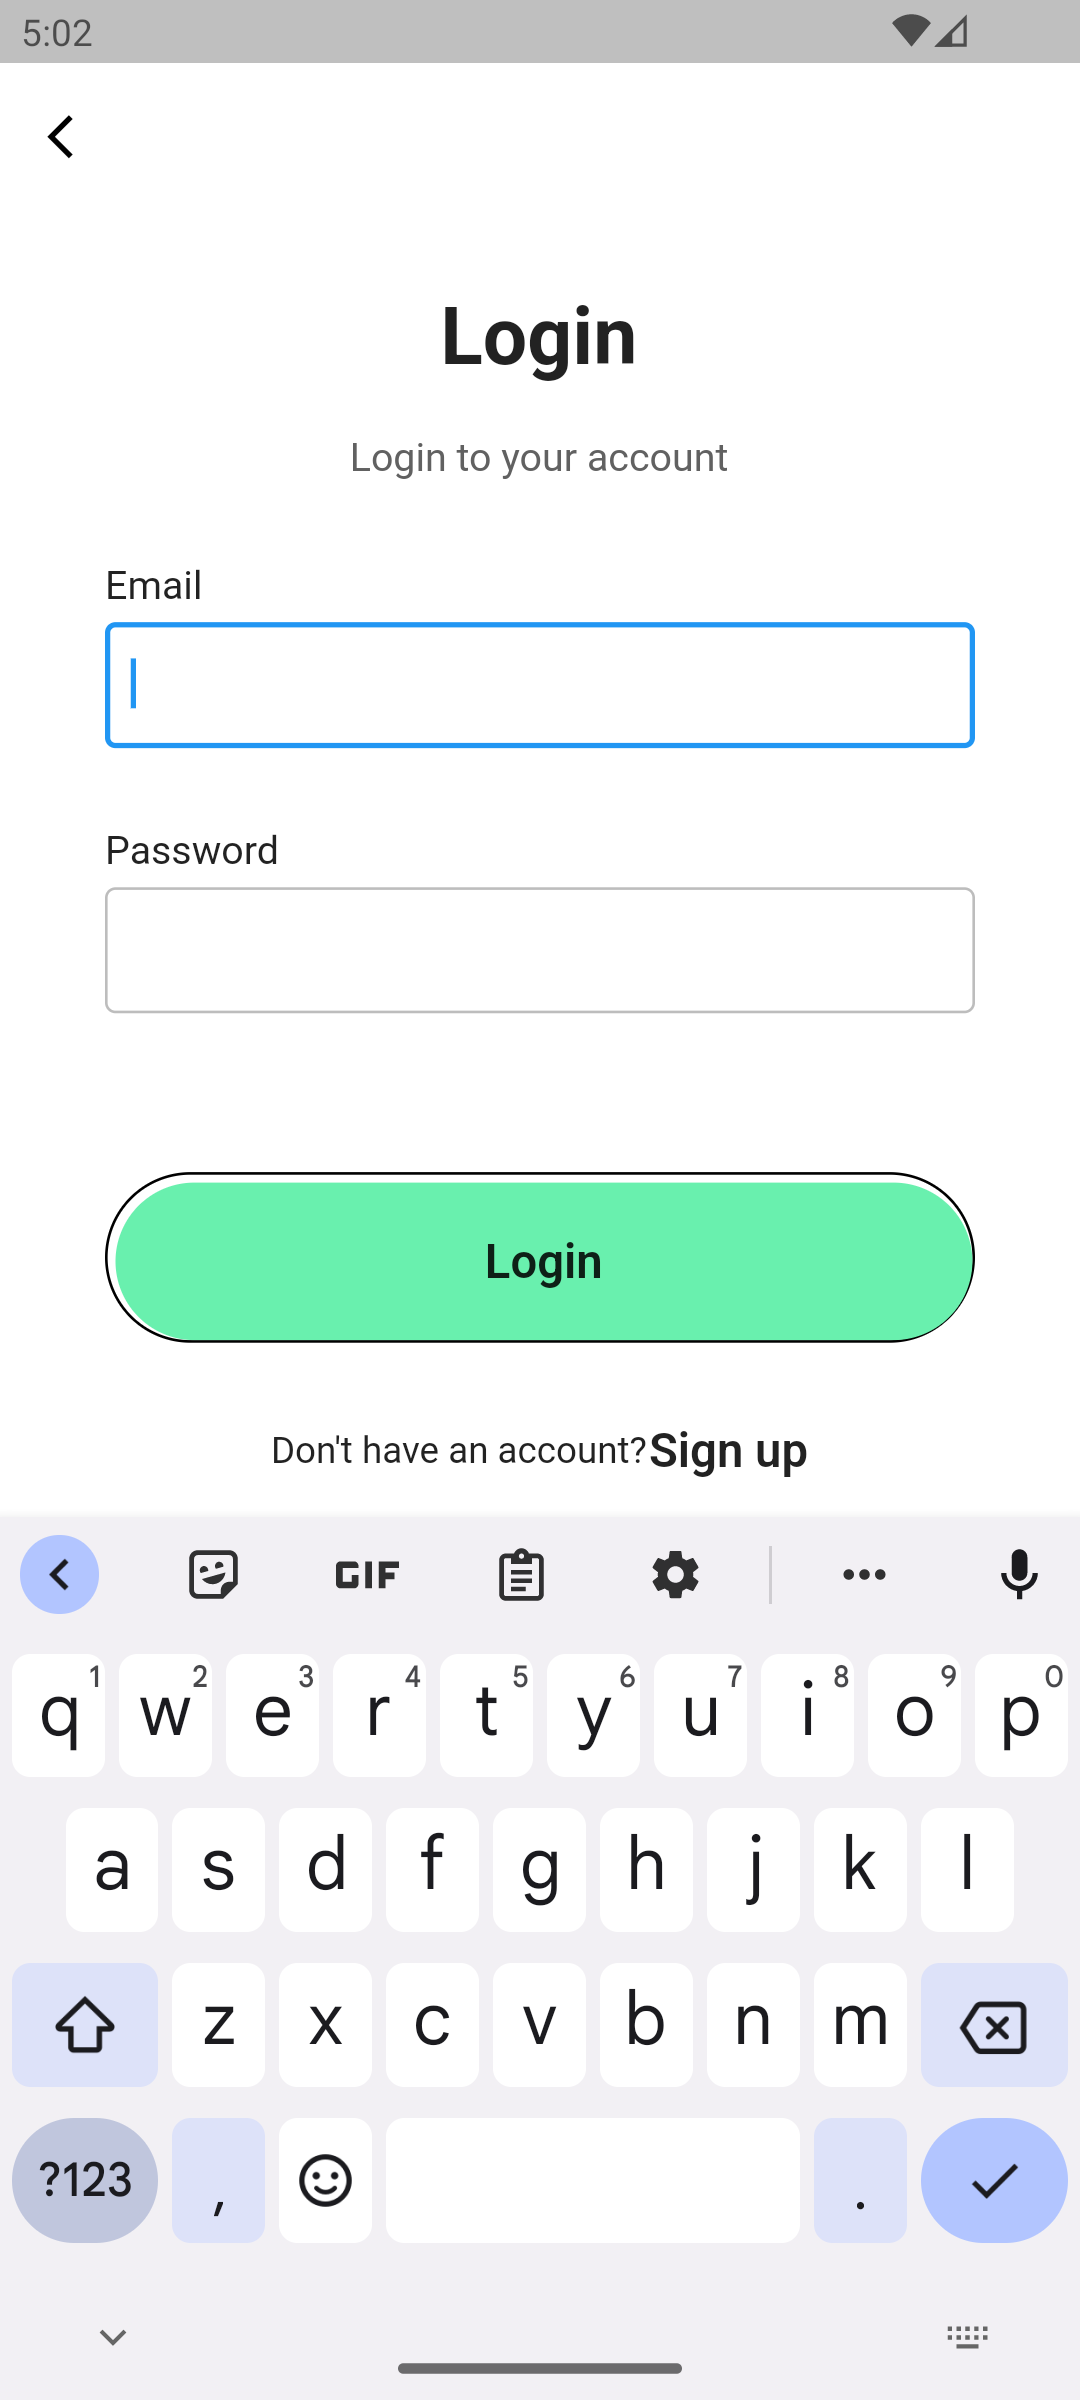 5:02
Login
Login to your account
Email
Password
Login
Don't have an account? Sign up
GIF
q 1 w 2 e 3 r 4 t 5 y 6 u 7 i 8 o 9 p 0
a s d f g h j k l
z x c v b n m
?123 , .